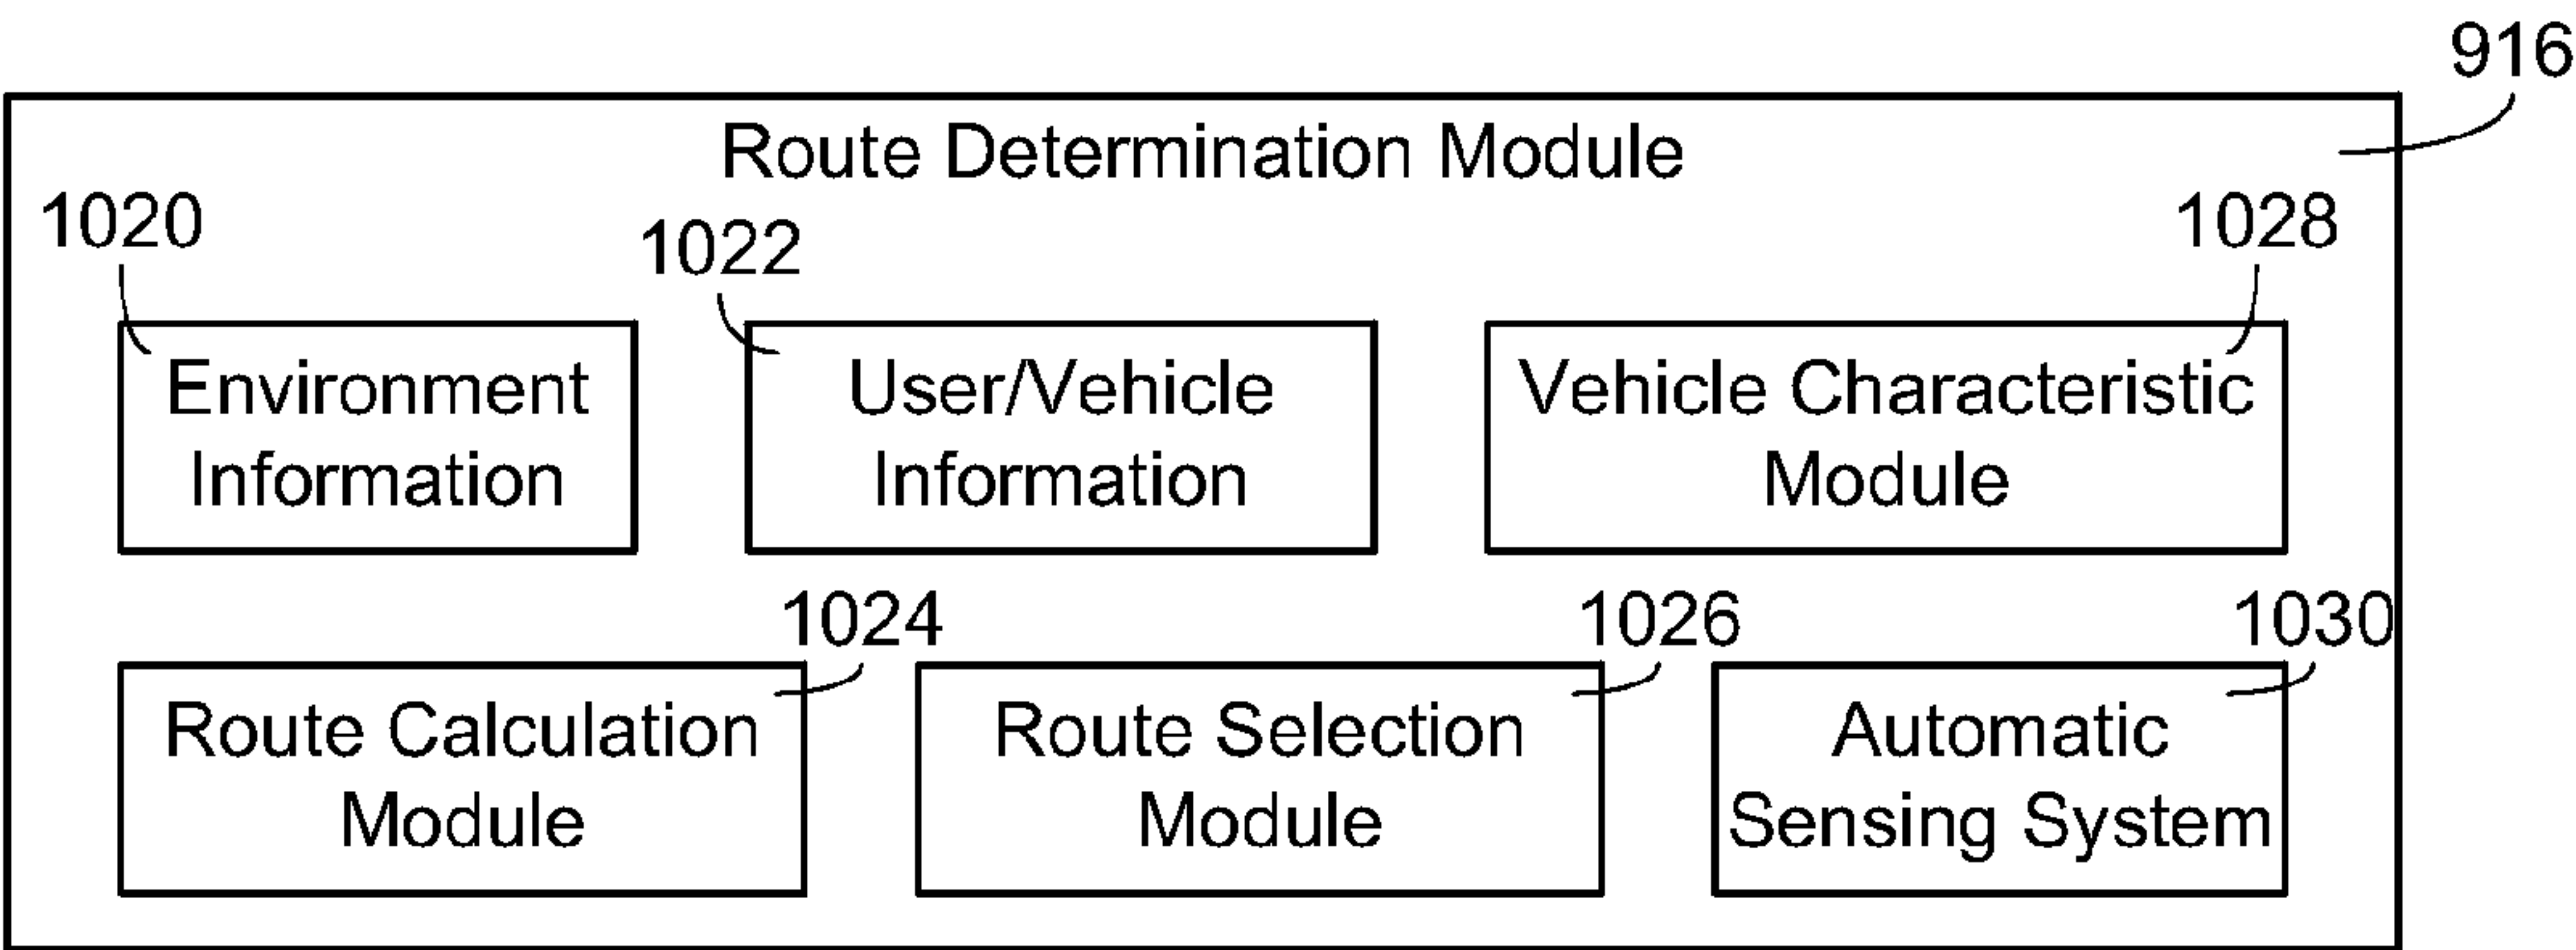 916
Route Determination Module
1020
1022
1028
Environment
Information
User/Vehicle
Information
Vehicle Characteristic
Module
1024
1026
1030
Route Calculation
Module
Route Selection
Module
Automatic
Sensing System